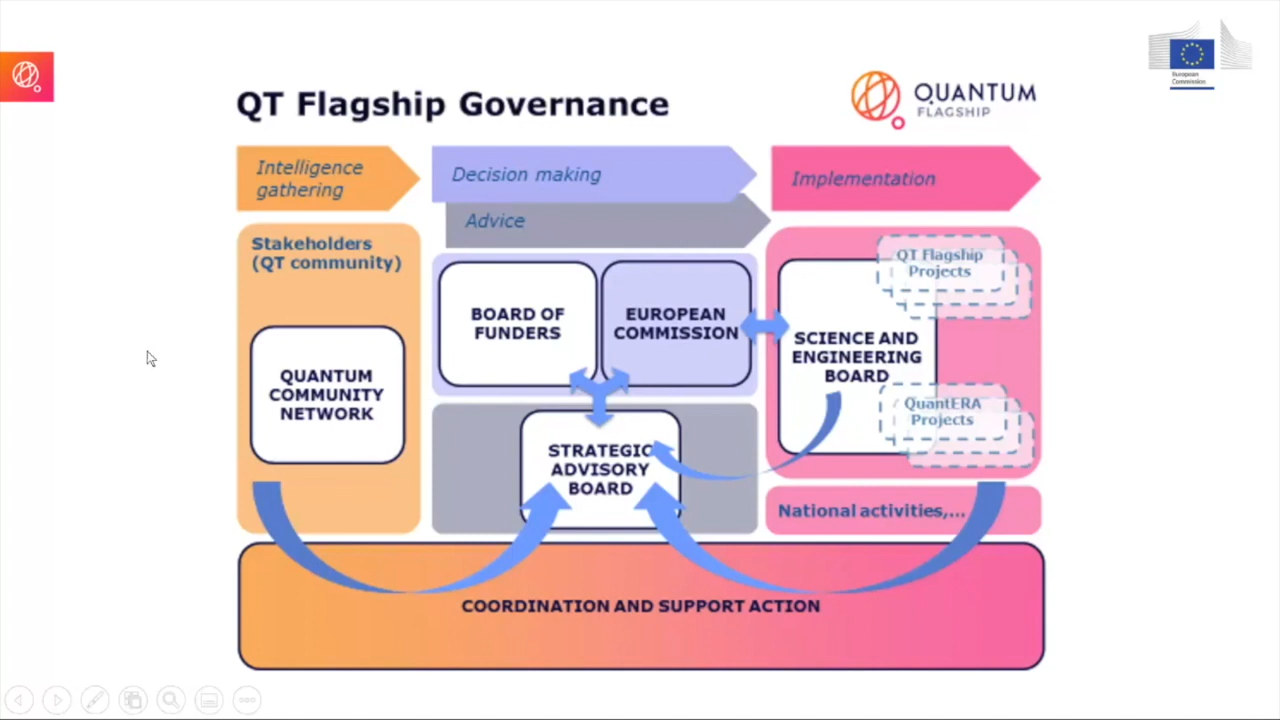 European
Commission
QT Flagship Governance
QUANTUM
FLAGSHIP
Intelligence
gathering
Decision making
Advice
Implementation
Stakeholders
(QT community)
QUANTUM
COMMUNITY
NETWORK
BOARD OF
FUNDERS
EUROPEAN
COMMISSION
STRATEGIC
ADVISORY
BOARD
SCIENCE AND
ENGINEERING
BOARD
QT Flagship
Projects
QuantERA
Projects
National activities,...
COORDINATION AND SUPPORT ACTION